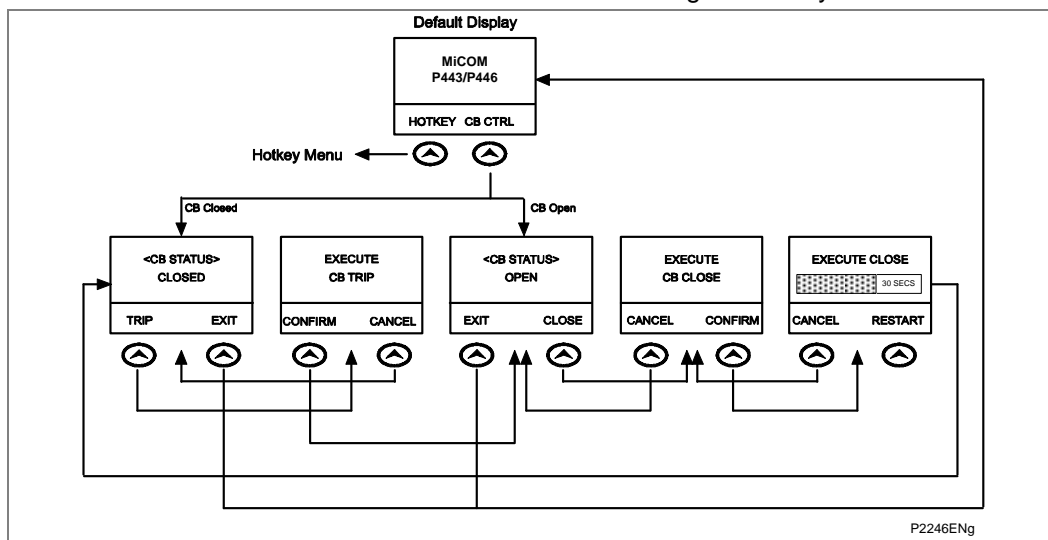 Default Display
MiCOM
P443/P446
HOTKEY CB CTRL
Hotkey Menu
CB Closed
CB Open
<CB STATUS>
CLOSED
TRIP EXIT
EXECUTE
CB TRIP
CONFIRM CANCEL
<CB STATUS>
OPEN
EXIT CLOSE
EXECUTE
CB CLOSE
CANCEL CONFIRM
EXECUTE CLOSE
30 SECS
CANCEL RESTART
P2246ENg